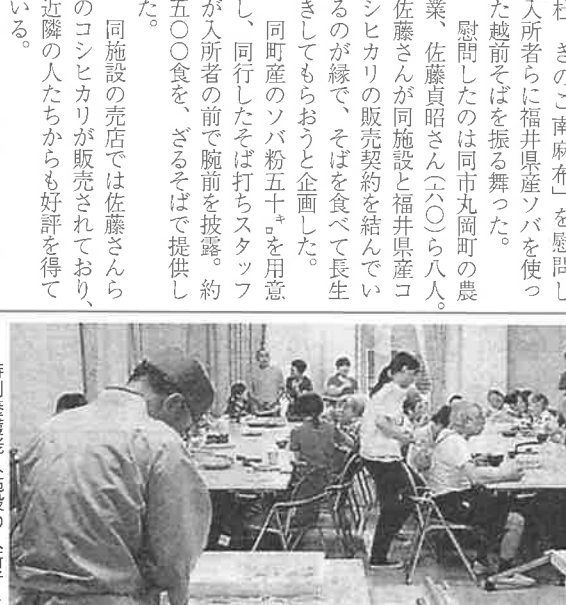 杜 きのこ南麻布」を慰問し
入所者らに福井県産ソバを使っ
た越前そばを振る舞った。
慰問したのは同市丸岡町の農
業、佐藤貞昭さん(六〇)ら八人。
佐藤さんが同施設と福井県産コ
シヒカリの販売契約を結んでい
るのが縁で、そばを食べて長生
きしてもらおうと企画した。
同町産のソバ粉五十㌔を用意
し、同行したそば打ちスタッフ
が入所者の前で腕前を披露。約
五〇〇食を、ざるそばで提供し
た。
同施設の売店では佐藤さんら
のコシヒカリが販売されており、
近隣の人たちからも好評を得て
いる。